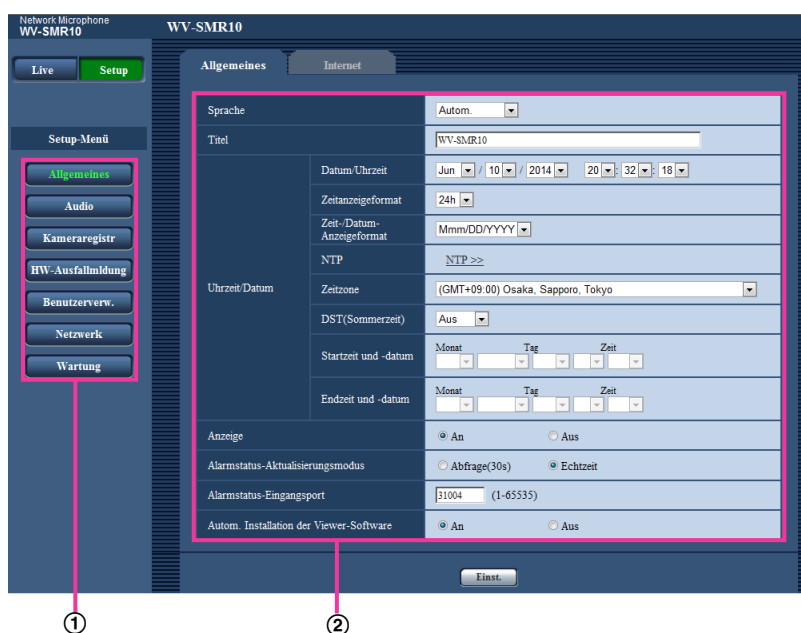 Network Microphone
WV-SMR10
WV-SMR10
Live Setup
Allgemeines Internet
Setup-Menü
Allgemeines
Audio
Kameraregistr
HW-Ausfallmldung
Benutzerverw.
Netzwerk
Wartung
Sprache Autom.
Titel WV-SMR10
Uhrzeit/Datum
Datum/Uhrzeit Jun / 10 / 2014 20 : 32 : 18
Zeitanzeigeformat 24h
Zeit-/Datum-
Anzeigeformat Mmm/DD/YYYY
NTP NTP >>
Zeitzone (GMT+09:00) Osaka, Sapporo, Tokyo
DST(Sommerzeit) Aus
Startzeit und -datum Monat Tag Zeit
Endzeit und -datum Monat Tag Zeit
Anzeige An Aus
Alarmstatus-Aktualisierungsmodus Abfrage(30s) Echtzeit
Alarmstatus-Eingangsport 31004 (1-65535)
Autom. Installation der Viewer-Software An Aus
Einst.
① ②